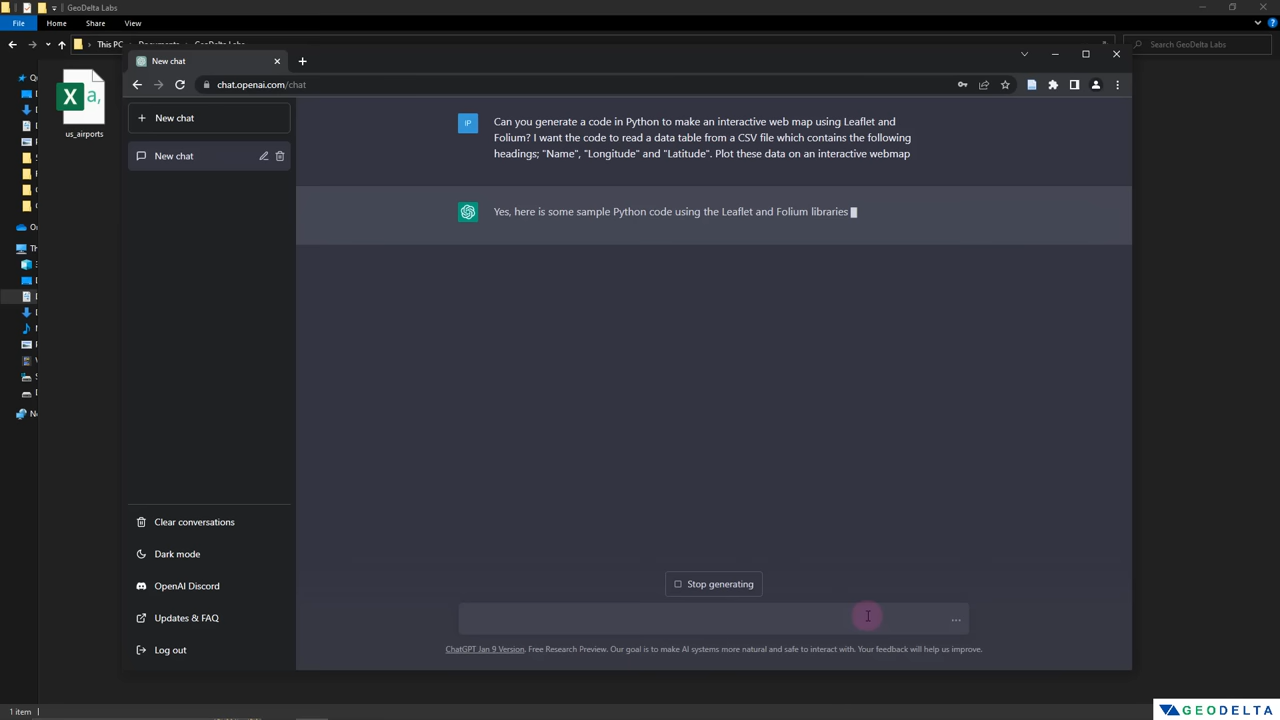 GeoDelta Labs
File
Home
Share
View
This PC
Documents
GeoDelta Labs
Search GeoDelta Labs
us_airports
1 item
New chat
chat.openai.com/chat
New chat
New chat
Clear conversations
Dark mode
OpenAI Discord
Updates & FAQ
Log out
IP
Can you generate a code in Python to make an interactive web map using Leaflet and
Folium? I want the code to read a data table from a CSV file which contains the following
headings; "Name", "Longitude" and "Latitude". Plot these data on an interactive webmap
Yes, here is some sample Python code using the Leaflet and Folium libraries
Stop generating
ChatGPT Jan 9 Version. Free Research Preview. Our goal is to make AI systems more natural and safe to interact with. Your feedback will help us improve.
GEODELTA